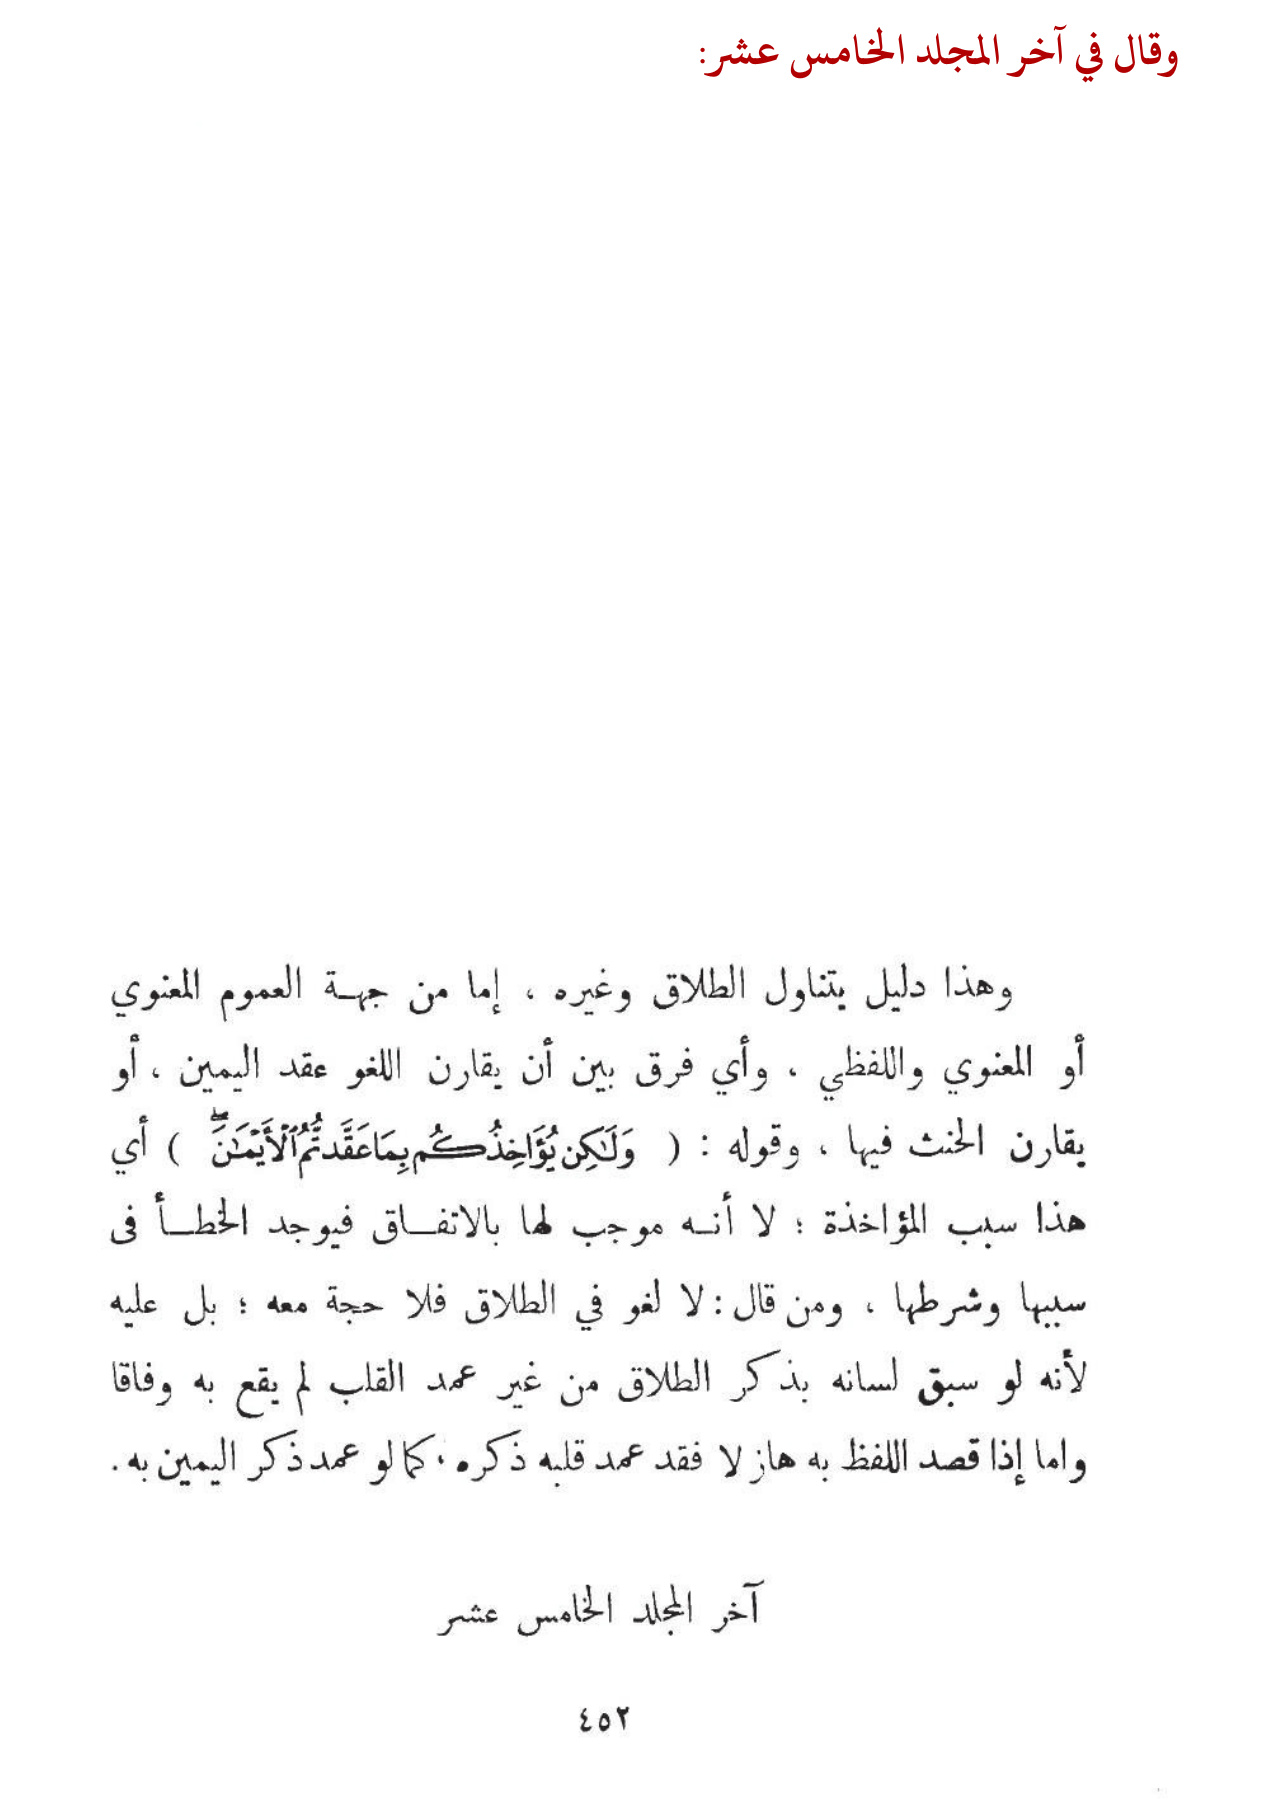 وقال في آخر المجلد الخامس عشر:
وهذا دليل يتناول الطلاق وغيره ، إما من جهة العموم المعنوي
أو المعنوي واللفظي ، وأي فرق بين أن يقارن اللغو عقد اليمين ، أو
يقارن الحنث فيها ، وقوله : ( وَلَٰكِن يُؤَاخِذُكُم بِمَا عَقَّدتُّمُ ٱلْأَيْمَٰنَ ۖ ) أي
هذا سبب المؤاخذة ؛ لا أنه موجب لها بالاتفاق فيوجد الخطأ فى
سببها وشرطها ، ومن قال : لا لغو في الطلاق فلا حجة معه ؛ بل عليه
لأنه لو سبق لسانه بذكر الطلاق من غير عمد القلب لم يقع به وفاقا
واما إذا قصد اللفظ به هازلا فقد عمد قلبه ذكره ، كما لو عمد ذكر اليمين به .
آخر المجلد الخامس عشر
٤٥٢